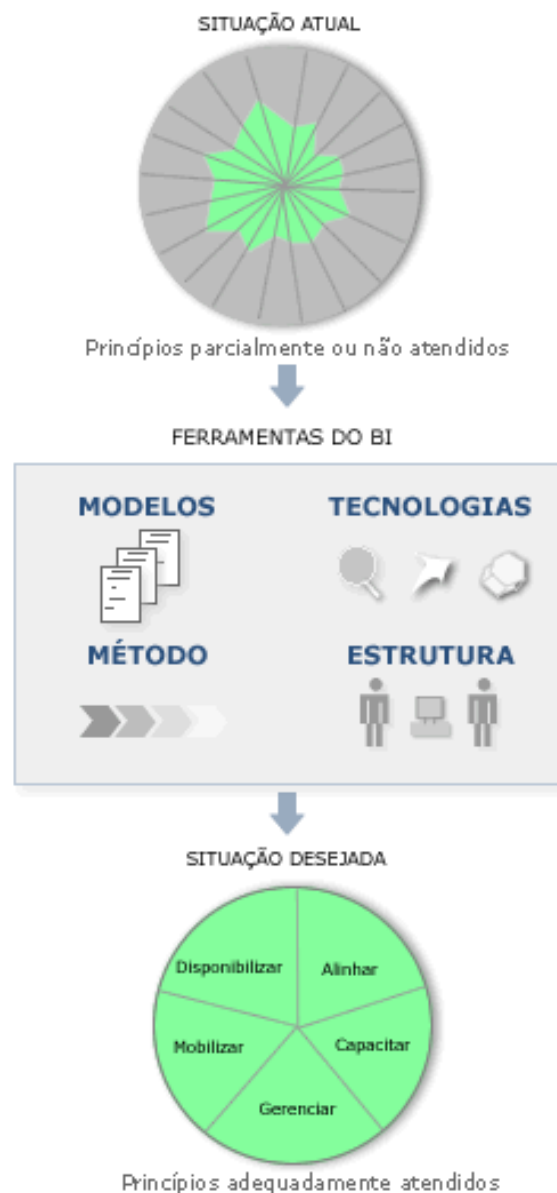 SITUAÇÃO ATUAL
Princípios parcialmente ou não atendidos
FERRAMENTAS DO BI
MODELOS
TECNOLOGIAS
MÉTODO
ESTRUTURA
SITUAÇÃO DESEJADA
Disponibilizar
Alinhar
Mobilizar
Capacitar
Gerenciar
Princípios adequadamente atendidos